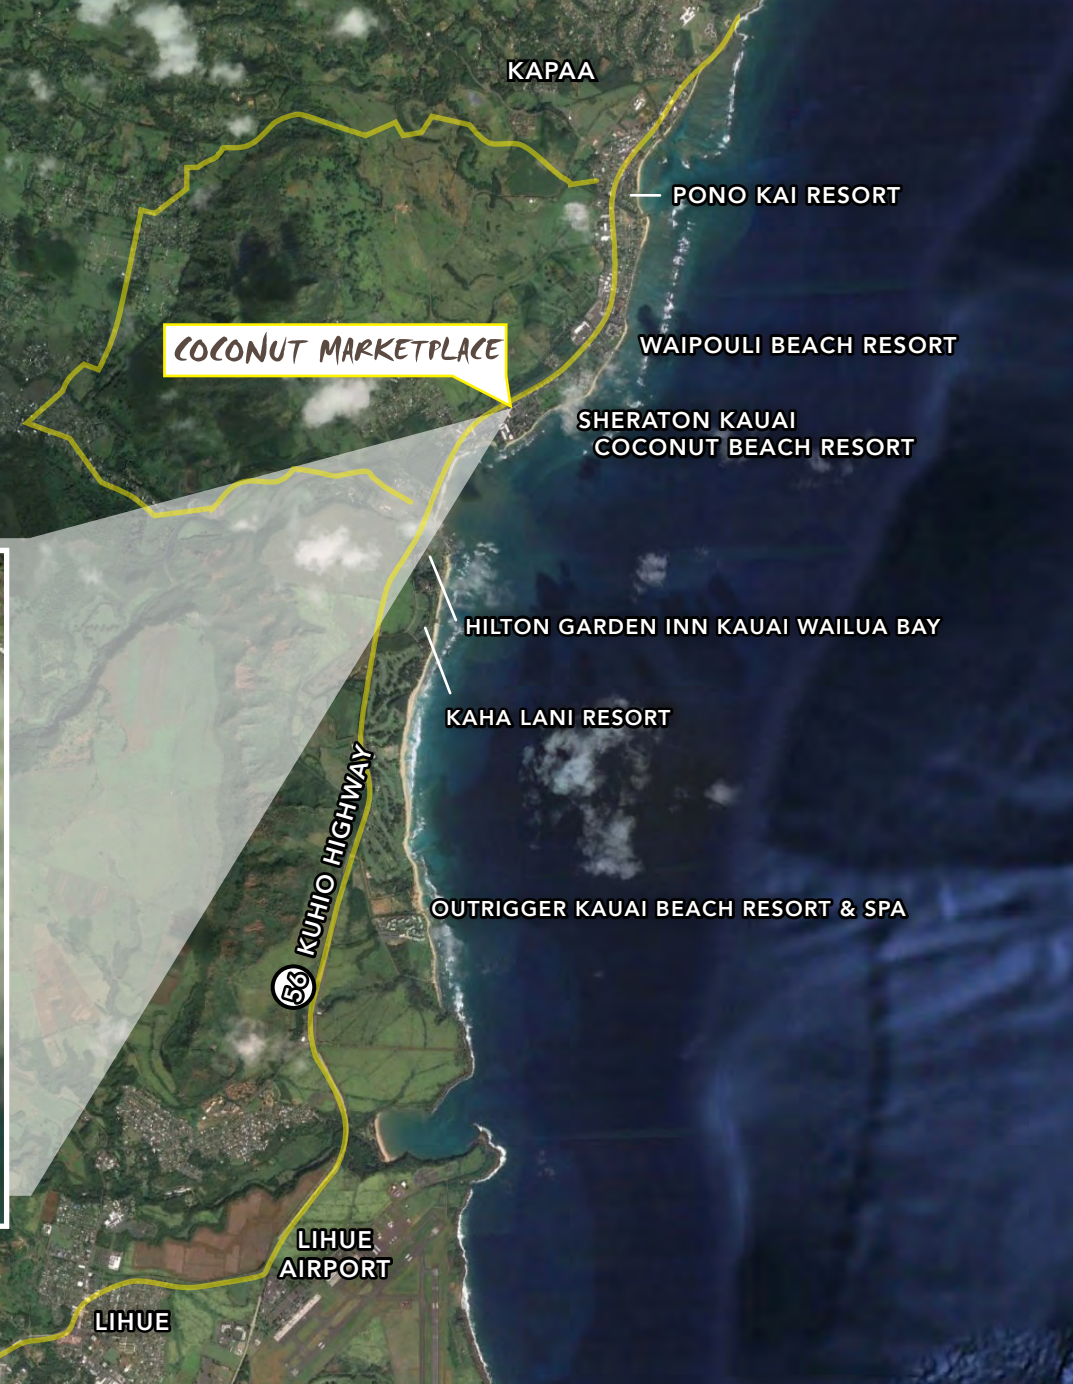 KAPAA
PONO KAI RESORT
COCONUT MARKETPLACE
WAIPOULI BEACH RESORT
SHERATON KAUAI
COCONUT BEACH RESORT
HILTON GARDEN INN KAUAI WAILUA BAY
KAHA LANI RESORT
KUHIO HIGHWAY
OUTRIGGER KAUAI BEACH RESORT & SPA
56
LIHUE
AIRPORT
LIHUE